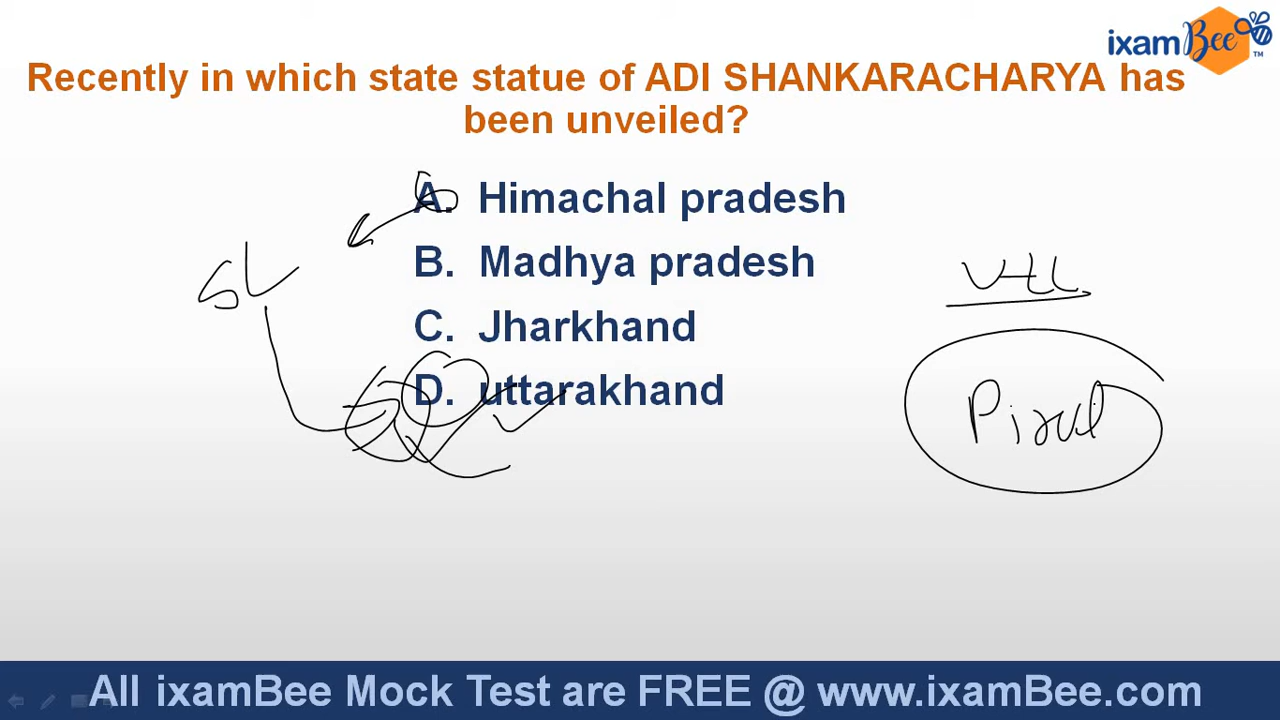 ixamBee
TM
Recently in which state statue of ADI SHANKARACHARYA has
been unveiled?
A. Himachal pradesh
B. Madhya pradesh
C. Jharkhand
D. uttarakhand
All ixamBee Mock Test are FREE @ www.ixamBee.com